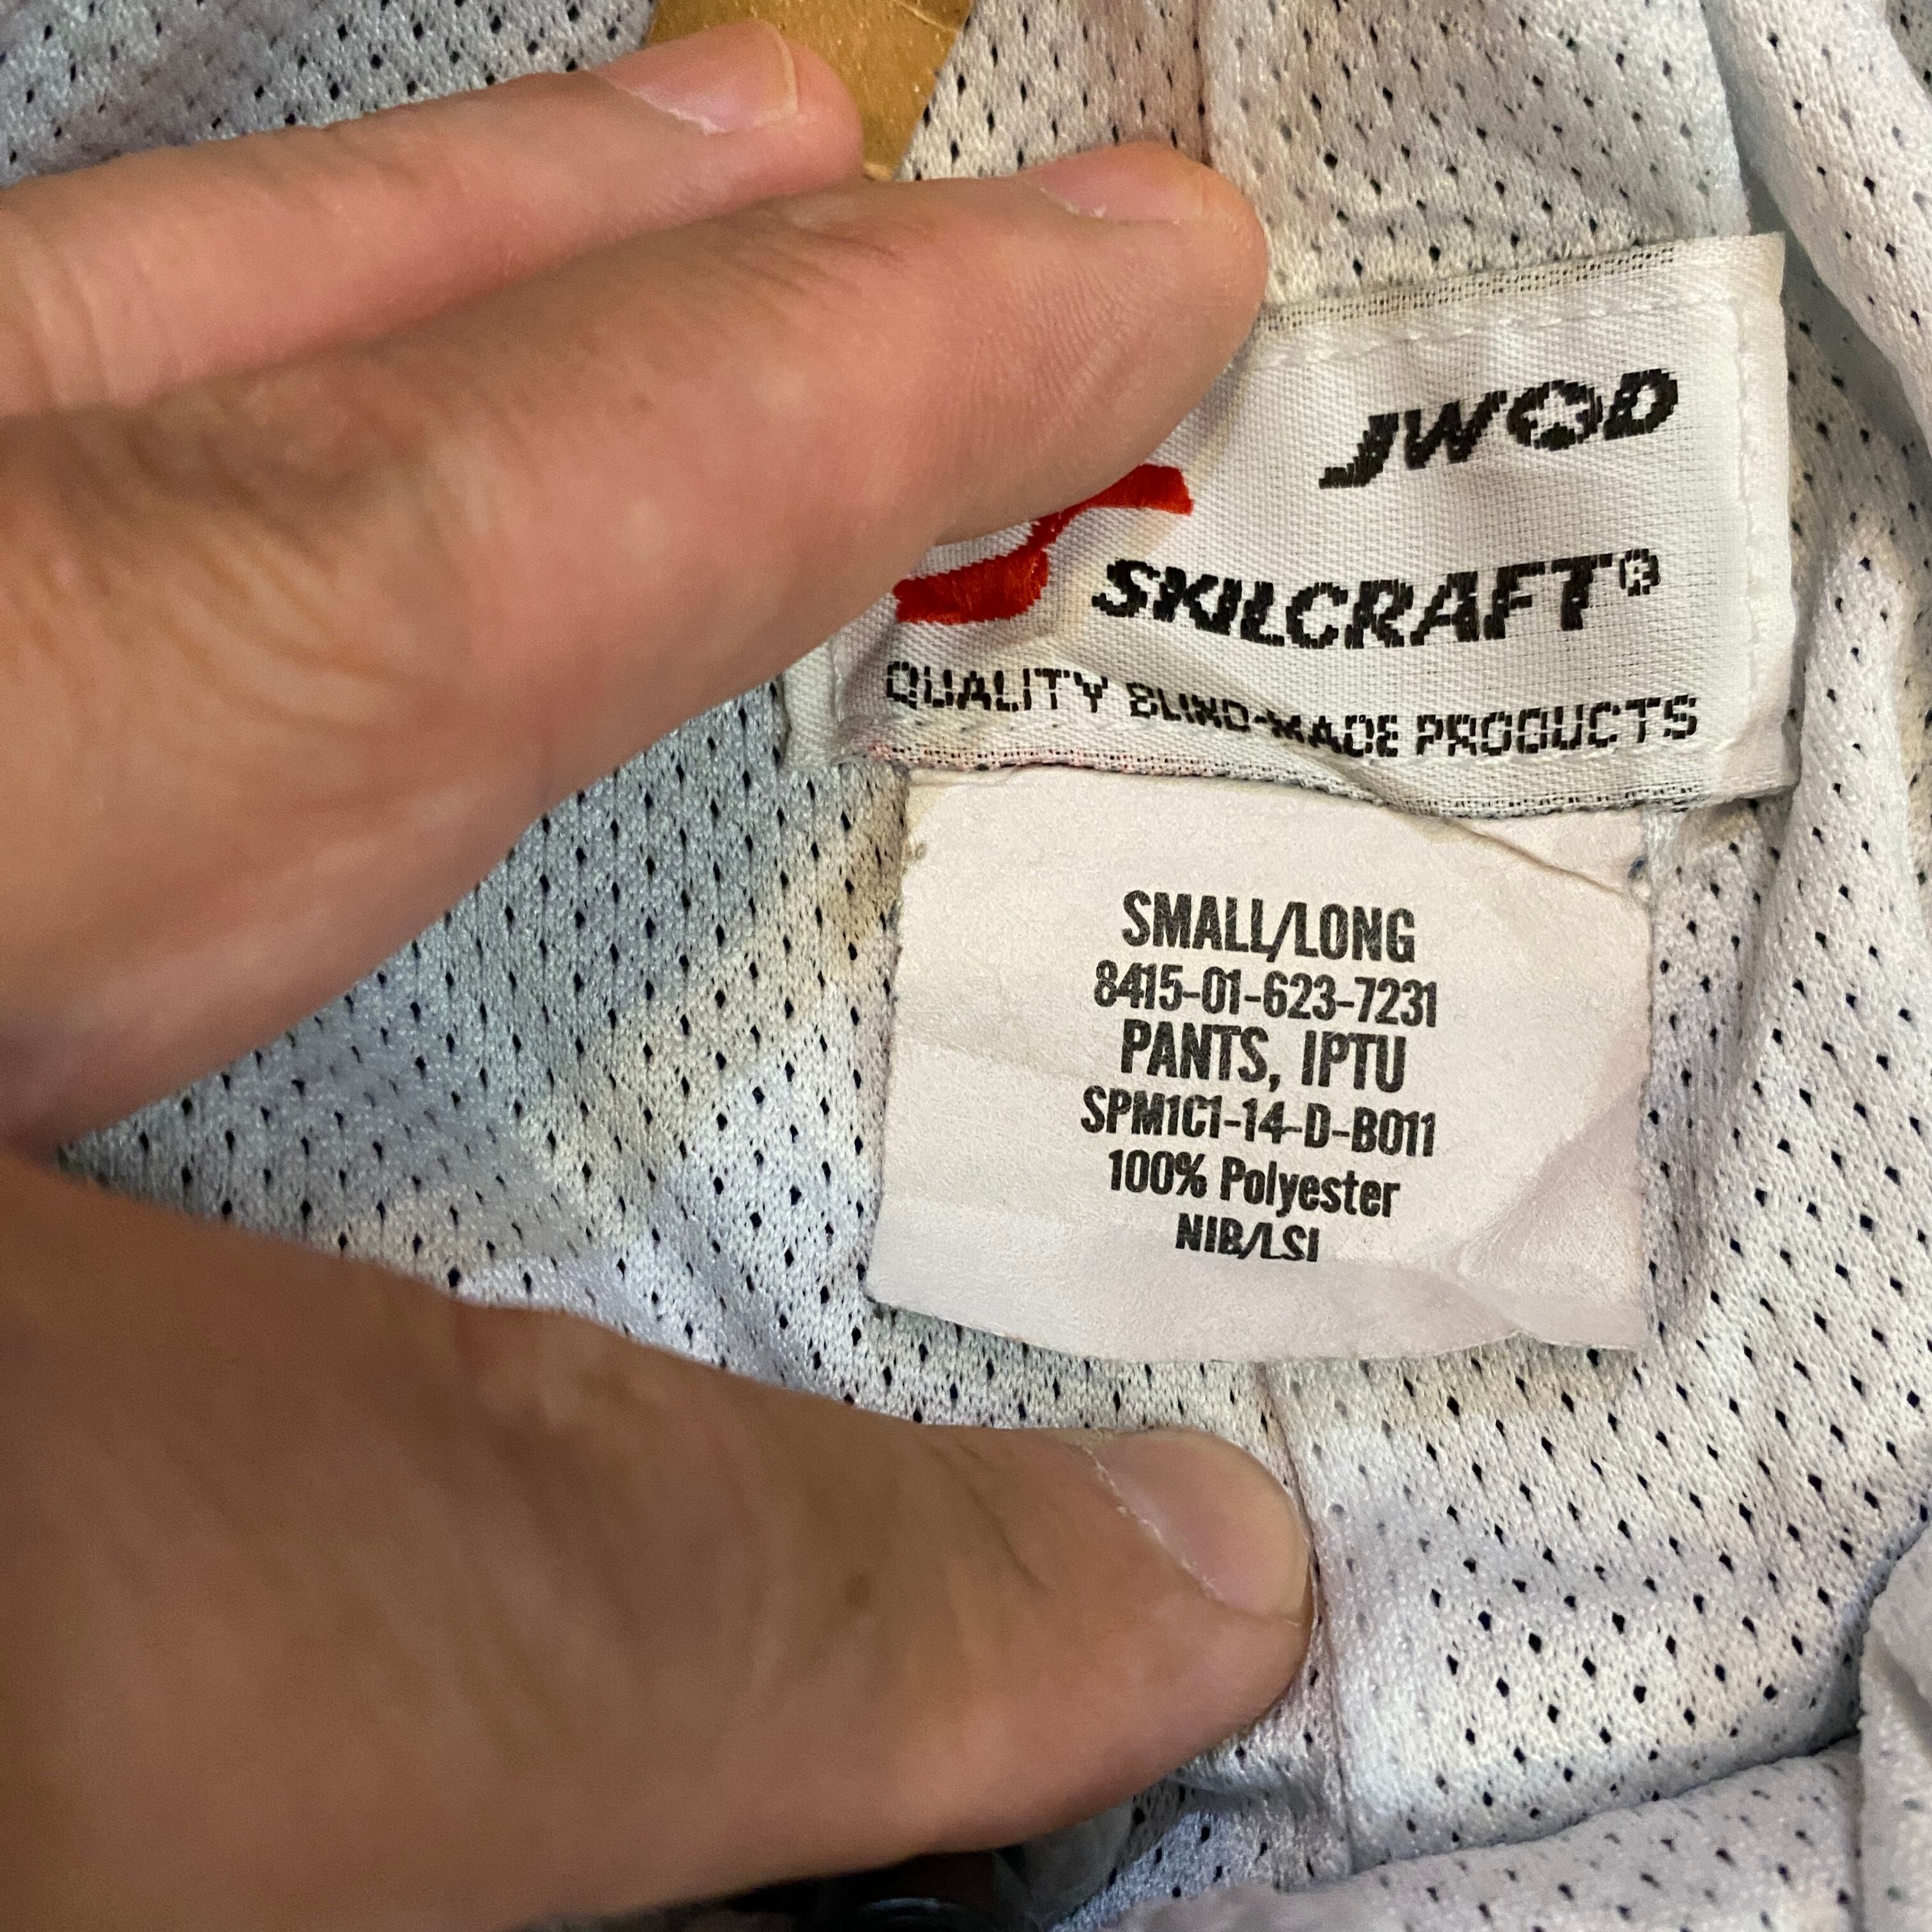 JWOD
SKILCRAFT®
QUALITY BLIND-MADE PRODUCTS
SMALL/LONG
8415-01-623-7231
PANTS, IPTU
SPM1C1-14-D-B011
100% Polyester
NIB/LSI